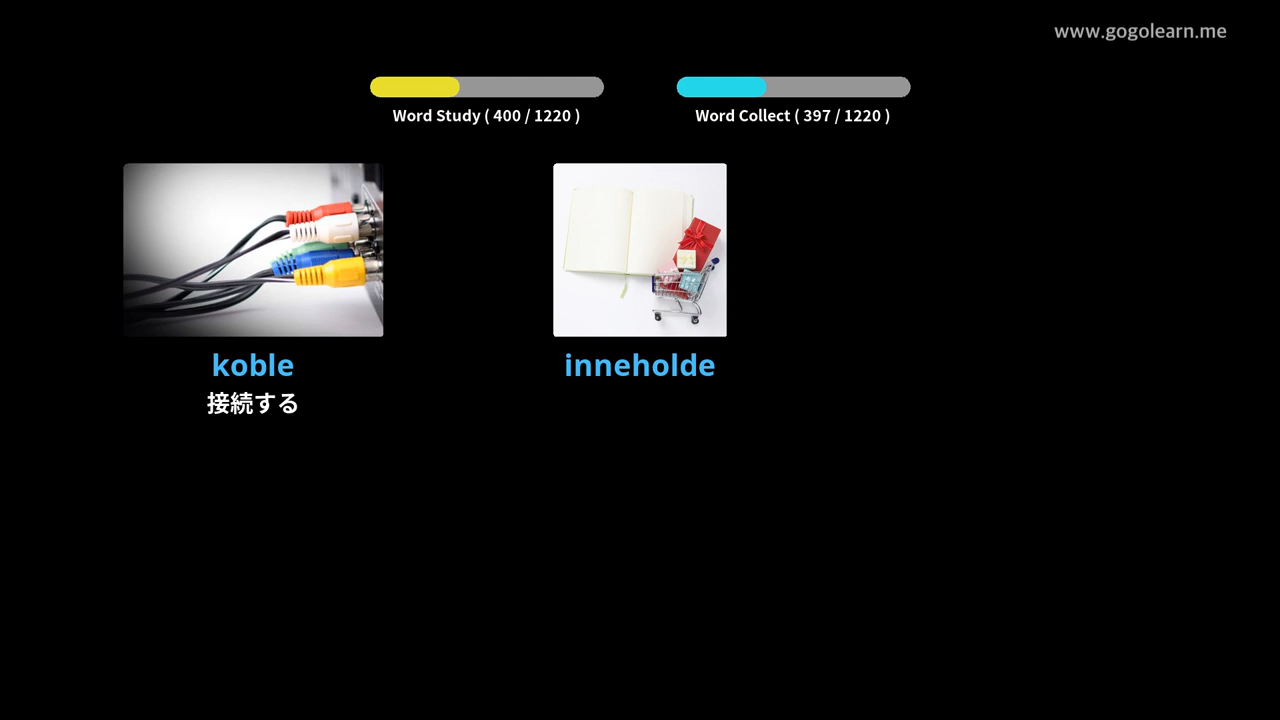 www.gogolearn.me
Word Study ( 400 / 1220 )
Word Collect ( 397 / 1220 )
koble
接続する
inneholde